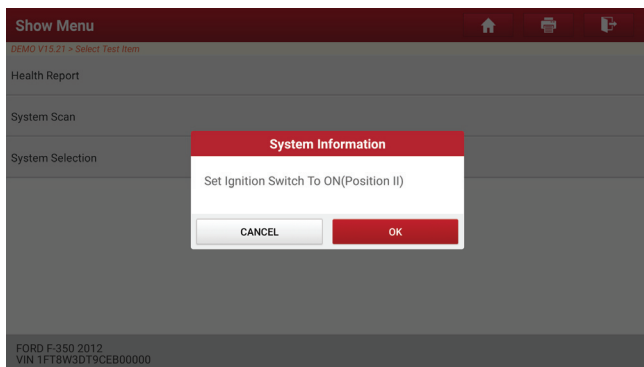 Show Menu
DEMO V15.21 > Select Test Item
Health Report
System Scan
System Selection
System Information
Set Ignition Switch To ON(Position II)
CANCEL
OK
FORD F-350 2012
VIN 1FT8W3DT9CEB00000